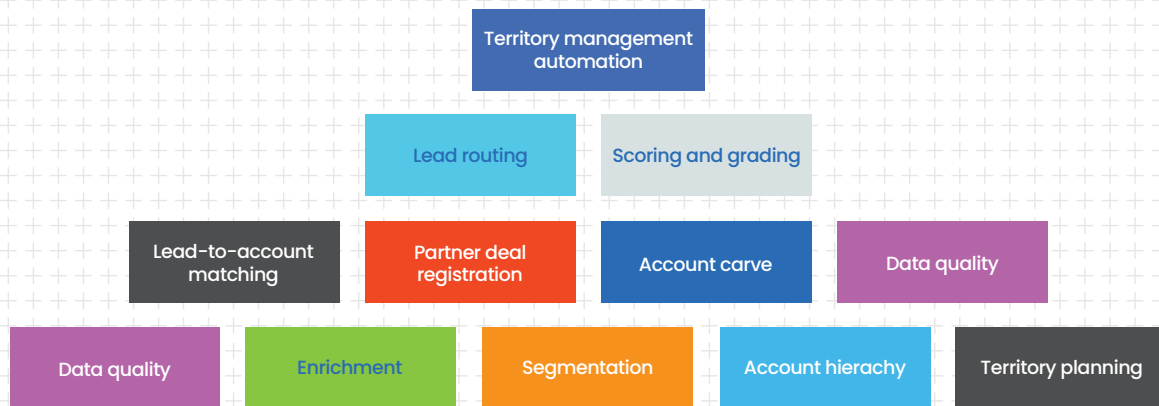 Territory management
automation
Lead routing
Scoring and grading
Lead-to-account
matching
Partner deal
registration
Account carve
Data quality
Data quality
Enrichment
Segmentation
Account hierachy
Territory planning